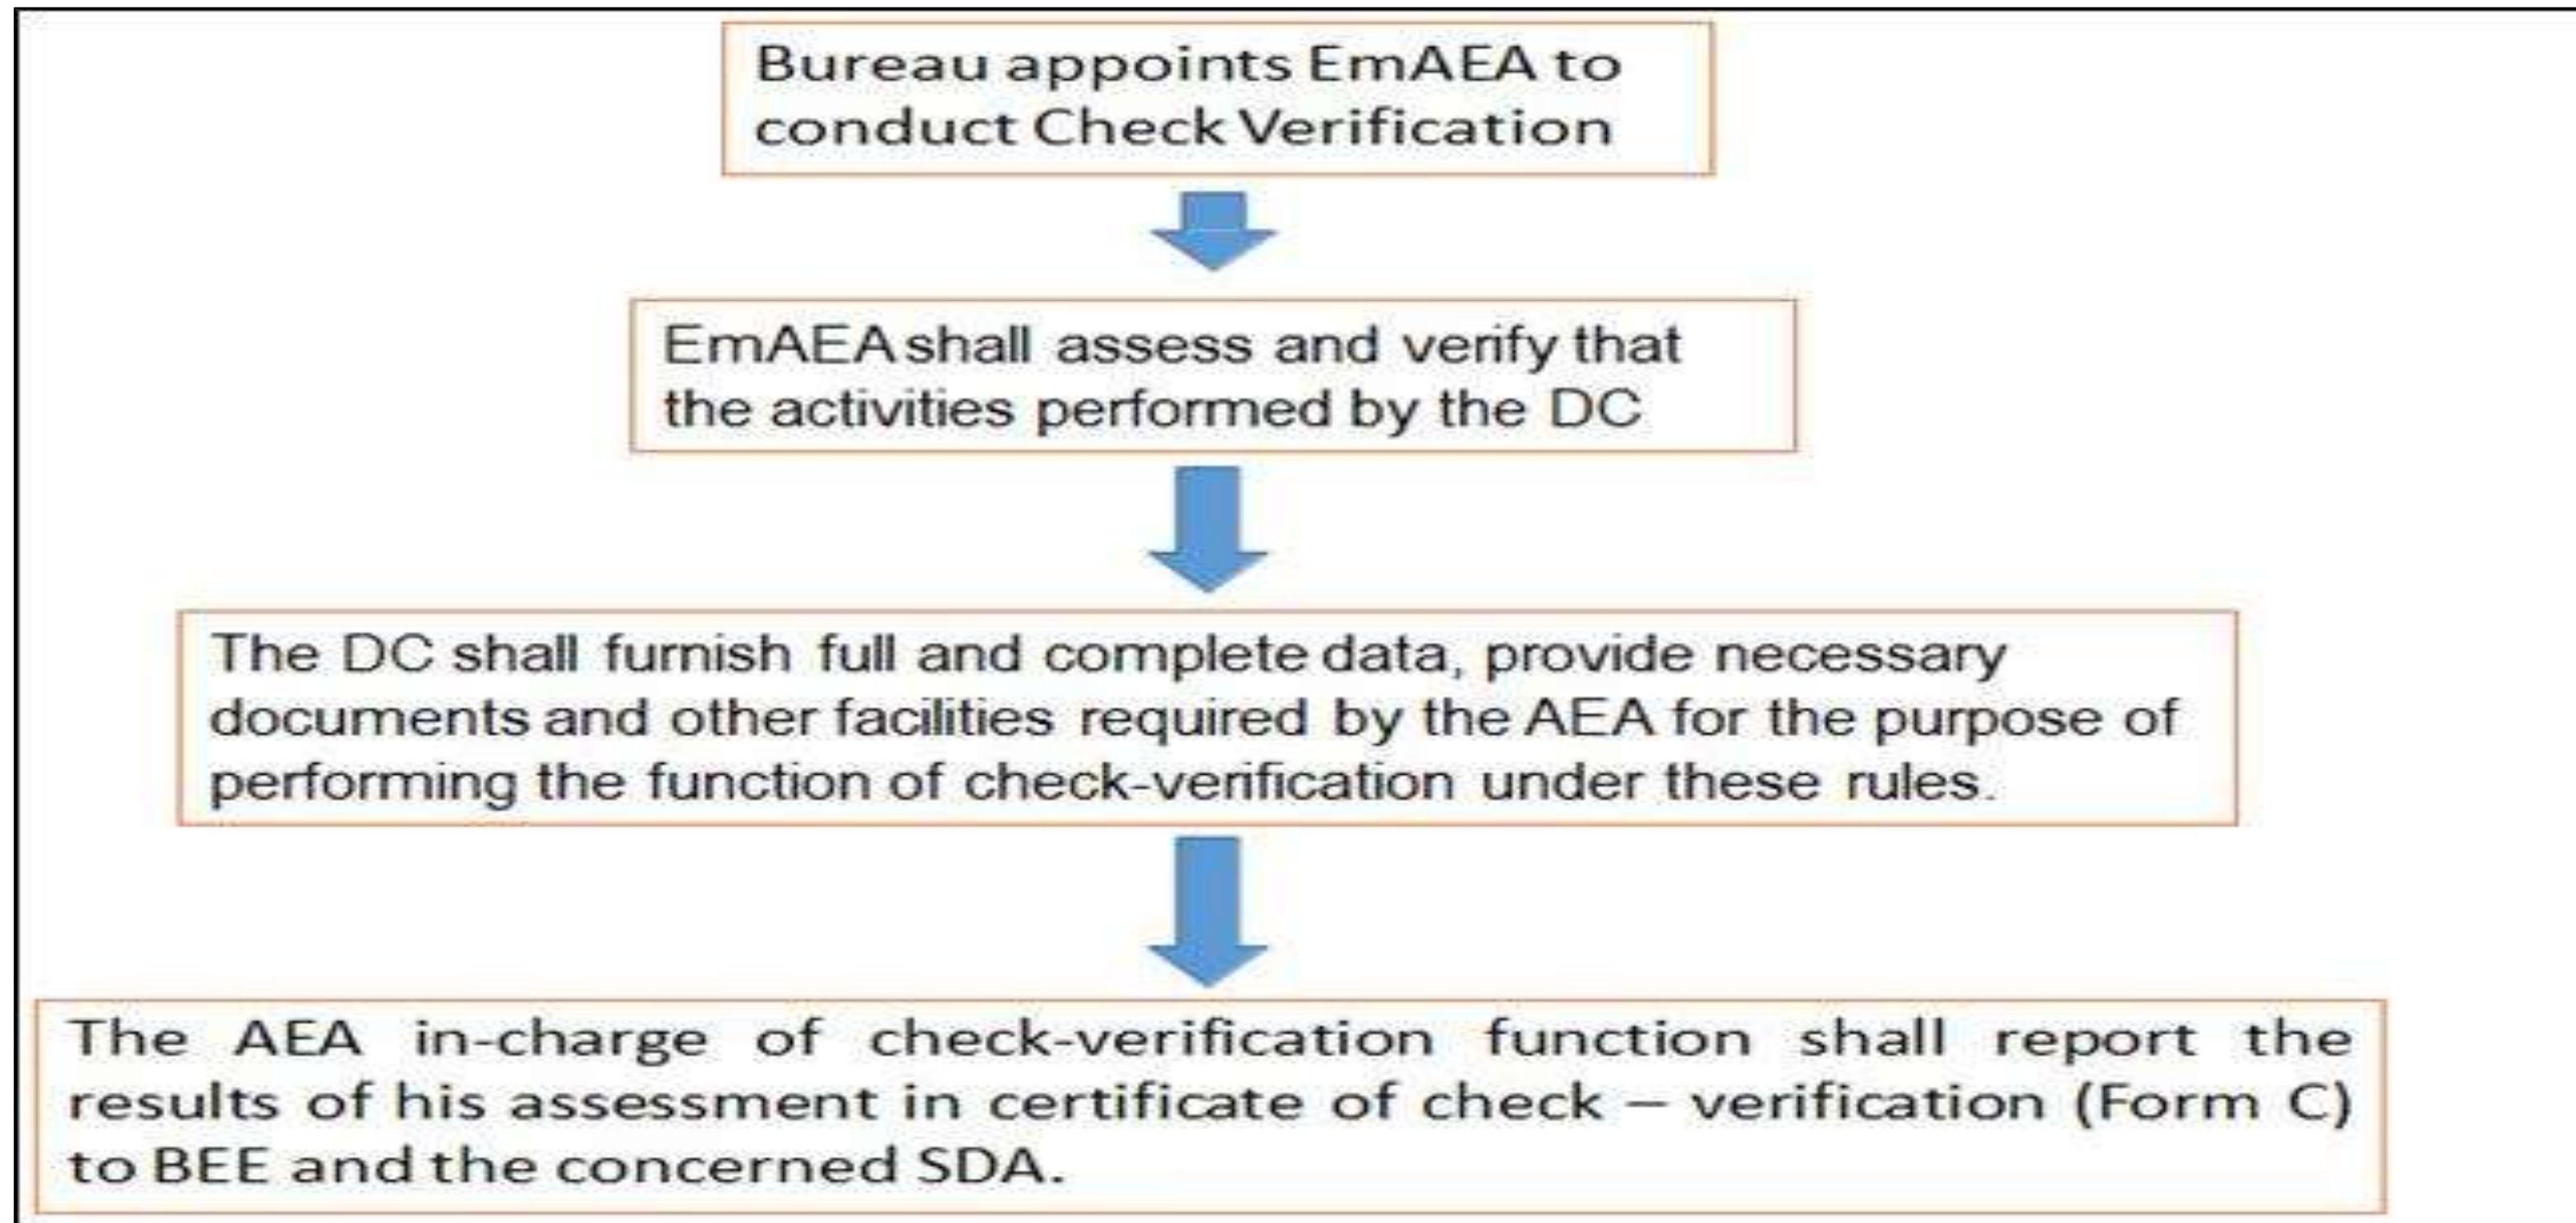 Bureau appoints EmAEA to
conduct Check Verification
EmAEA shall assess and verify that
the activities performed by the DC
The DC shall furnish full and complete data, provide necessary
documents and other facilities required by the AEA for the purpose of
performing the function of check-verification under these rules.
The AEA in-charge of check-verification function shall report the
results of his assessment in certificate of check – verification (Form C)
to BEE and the concerned SDA.